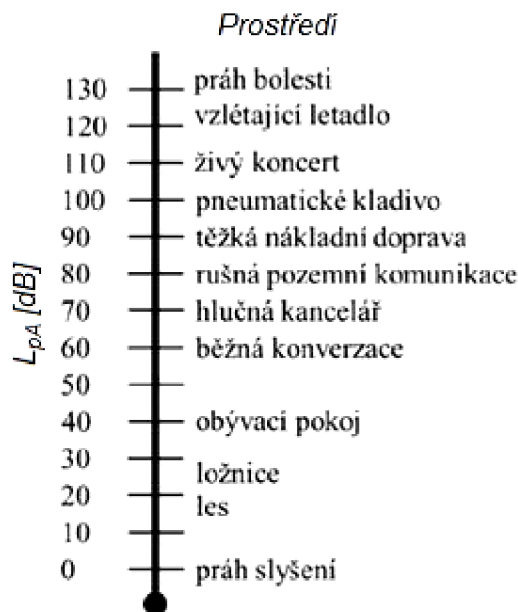 Prostředí
130 práh bolesti
120 vzlétající letadlo
110 živý koncert
100 pneumatické kladivo
90 těžká nákladní doprava
80 rušná pozemní komunikace
70 hlučná kancelář
60 běžná konverzace
50
40 obývací pokoj
30
ložnice
20
les
10
0 práh slyšení
LpA [dB]